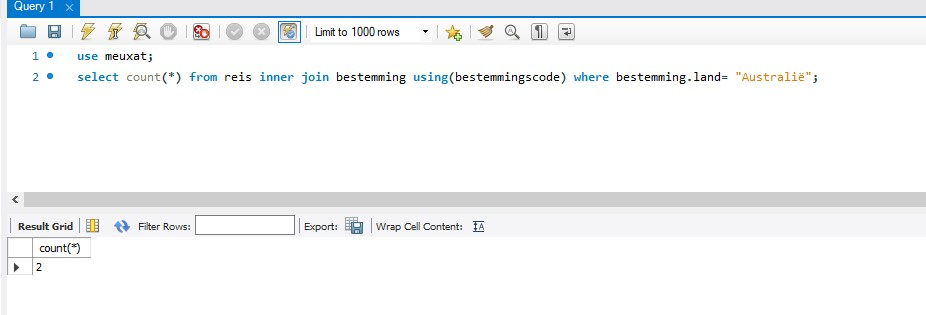 Query 1
Limit to 1000 rows
1 use meuxat;
2 select count(*) from reis inner join bestemming using(bestemmingscode) where bestemming.land= "Australië";
Result Grid Filter Rows: Export: Wrap Cell Content:
count(*)
2